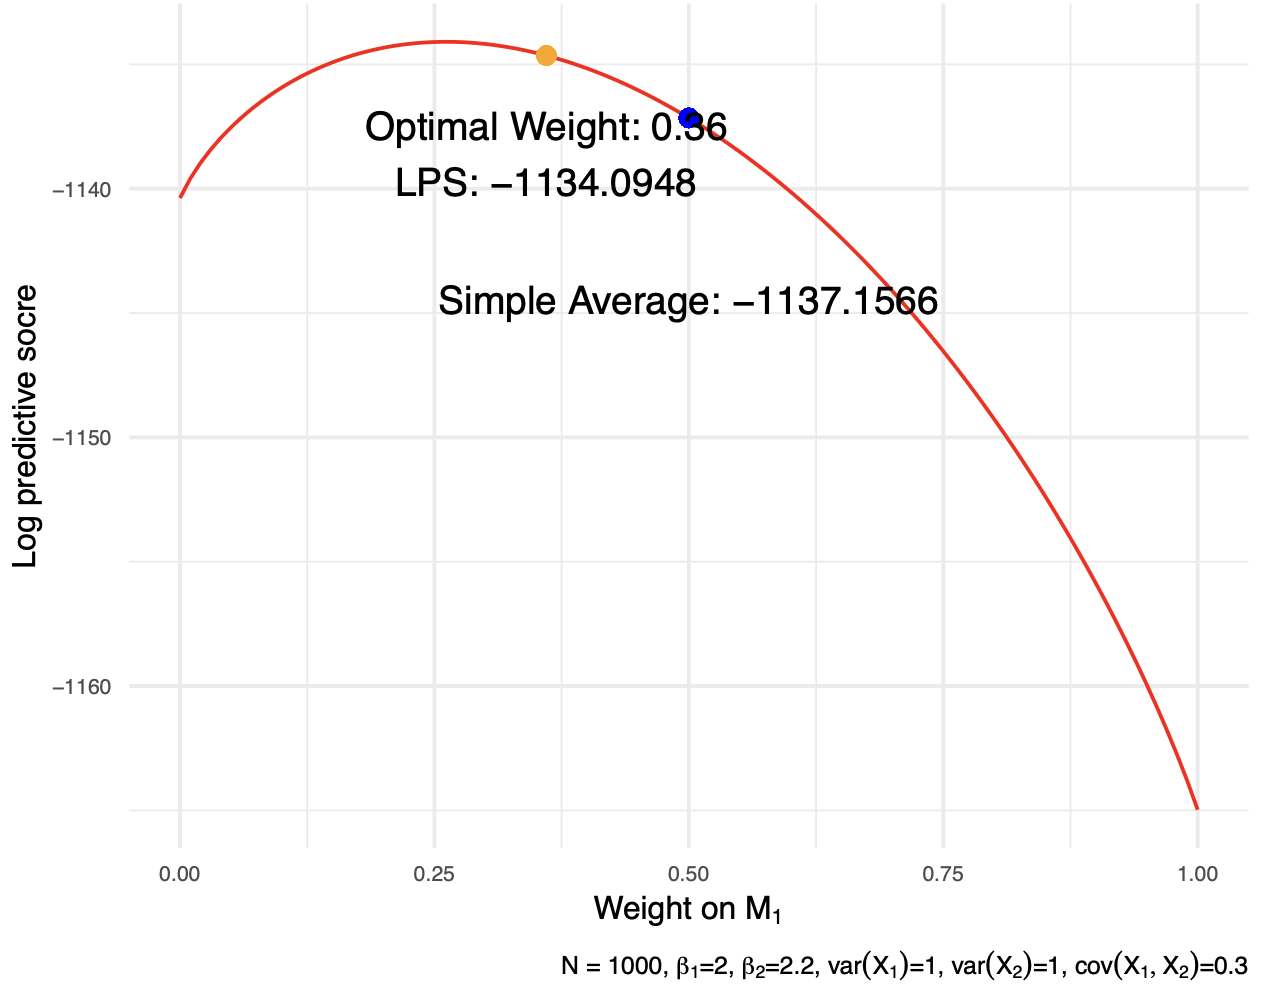 Optimal Weight: 0.36
LPS: −1134.0948
Simple Average: −1137.1566
Log predictive socre
−1140
−1150
−1160
0.00 0.25 0.50 0.75 1.00
Weight on M₁
N = 1000, β₁=2, β₂=2.2, var(X₁)=1, var(X₂)=1, cov(X₁, X₂)=0.3